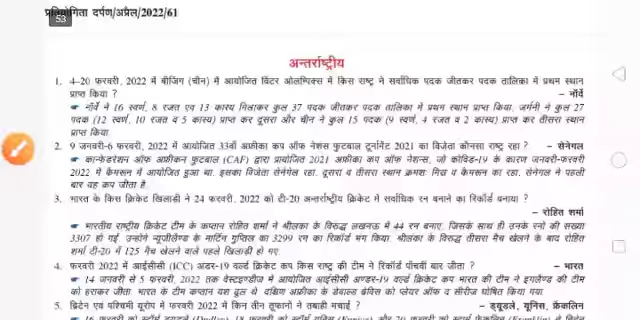 प्रतियोगिता दर्पण/अप्रैल/2022/61
53
अन्तर्राष्ट्रीय
1. 4–20 फरवरी, 2022 में बीजिंग (चीन) में आयोजित विंटर ओलम्पिक्स में किस राष्ट्र ने सर्वाधिक पदक जीतकर पदक तालिका में प्रथम स्थान
प्राप्त किया ? – नॉर्वे
☛ नॉर्वे ने 16 स्वर्ण, 8 रजत एवं 13 कांस्य मिलाकर कुल 37 पदक जीतकर पदक तालिका में प्रथम स्थान प्राप्त किया. जर्मनी ने कुल 27
पदक (12 स्वर्ण, 10 रजत व 5 कांस्य) प्राप्त कर दूसरा और चीन ने कुल 15 पदक (9 स्वर्ण, 4 रजत व 2 कांस्य) प्राप्त कर तीसरा स्थान
प्राप्त किया
2. 9 जनवरी-6 फरवरी, 2022 में आयोजित 33वाँ अफ्रीका कप ऑफ नेशंस फुटबाल टूर्नामेंट 2021 का विजेता कौनसा राष्ट्र रहा ? – सेनेगल
☛ कान्फेडरेशन ऑफ अफ्रीकन फुटबाल (CAF) द्वारा प्रायोजित 2021 अफ्रीका कप ऑफ नेशन्स, जो कोविड-19 के कारण जनवरी-फरवरी
2022 में कैमरून में आयोजित हुआ था. इसका विजेता सेनेगल रहा. दूसरा व तीसरा स्थान क्रमशः मिस्र व कैमरून का रहा. सेनेगल ने पहली
बार यह कप जीता है
3. भारत के किस क्रिकेट खिलाड़ी ने 24 फरवरी, 2022 को टी-20 अन्तर्राष्ट्रीय क्रिकेट में सर्वाधिक रन बनाने का रिकॉर्ड बनाया ?
– रोहित शर्मा
☛ भारतीय राष्ट्रीय क्रिकेट टीम के कप्तान रोहित शर्मा ने श्रीलंका के विरुद्ध लखनऊ में 44 रन बनाए, जिसके साथ ही उनके रनों की संख्या
3307 हो गई. उन्होंने न्यूजीलैण्ड के मार्टिन गुप्तिल का 3299 रन का रिकॉर्ड भंग किया. श्रीलंका के विरुद्ध तीसरा मैच खेलने के बाद रोहित
शर्मा टी-20 में 125 मैच खेलने वाले पहले खिलाड़ी हो गए.
4. फरवरी 2022 में आईसीसी (ICC) अंडर-19 वर्ल्ड क्रिकेट कप किस राष्ट्र की टीम ने रिकॉर्ड पाँचवीं बार जीता ? – भारत
☛ 14 जनवरी से 5 फरवरी, 2022 तक वेस्टइण्डीज में आयोजित आईसीसी अण्डर-19 वर्ल्ड क्रिकेट कप भारत की टीम ने इंगलैण्ड की टीम
को हराकर जीता. भारत के टीम कप्तान यश ढुल थे. दक्षिण अफ्रीका के डेवाल्ड ब्रेविस को प्लेयर ऑफ द सीरीज घोषित किया गया.
5. ब्रिटेन एवं पश्चिमी यूरोप में फरवरी 2022 में किन तीन तूफानों ने तबाही मचाई ? – ड्यूडले, यूनिस, फ्रैंकलिन